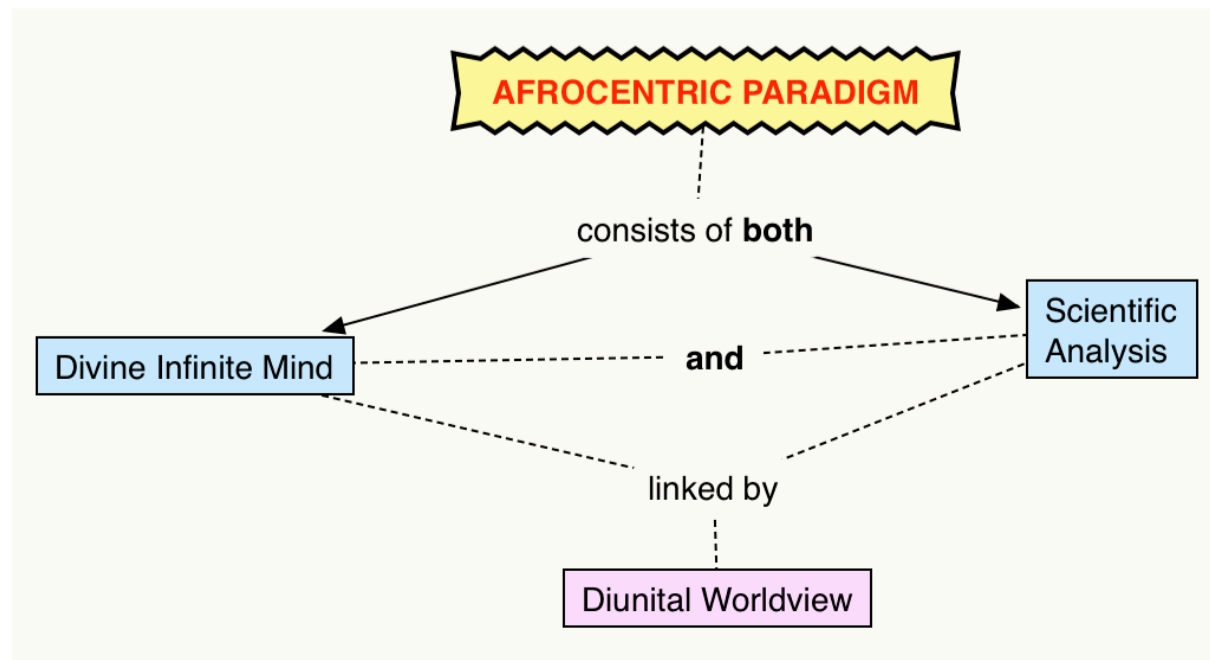 AFROCENTRIC PARADIGM
consists of both
Divine Infinite Mind
and
Scientific
Analysis
linked by
Diunital Worldview